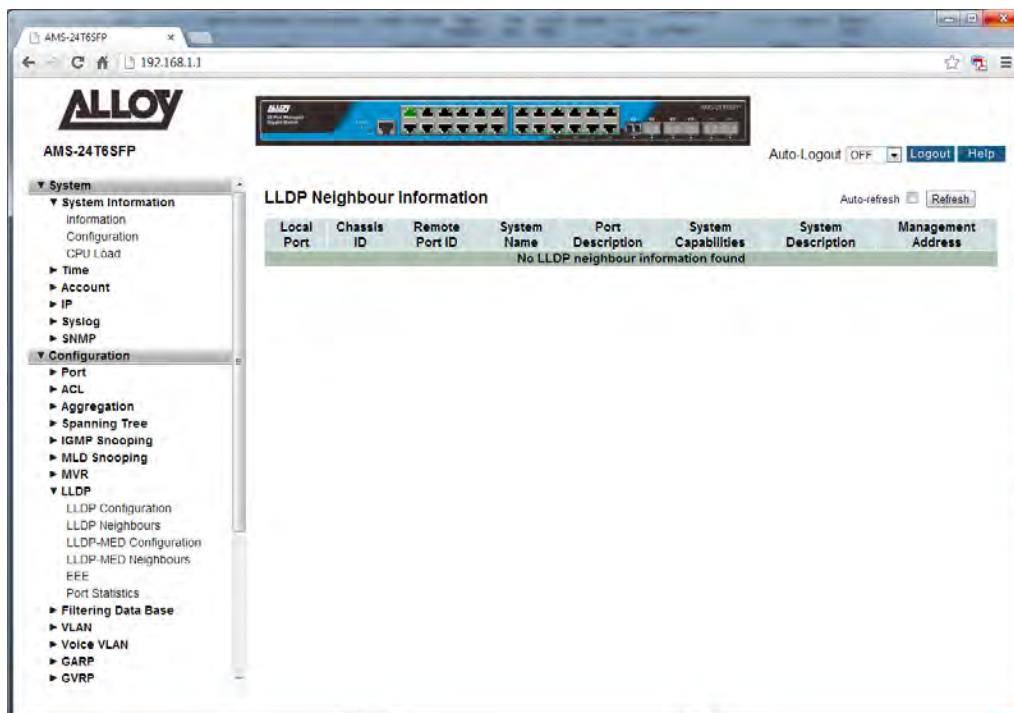 AMS-24T6SFP
192.168.1.1
ALLOY
AMS-24T6SFP
ALLOY
Auto-Logout OFF Logout Help
▼ System
▼ System Information
Information
Configuration
CPU Load
► Time
► Account
► IP
► Syslog
► SNMP
▼ Configuration
► Port
► ACL
► Aggregation
► Spanning Tree
► IGMP Snooping
► MLD Snooping
► MVR
▼ LLDP
LLDP Configuration
LLDP Neighbours
LLDP-MED Configuration
LLDP-MED Neighbours
EEE
Port Statistics
► Filtering Data Base
► VLAN
► Voice VLAN
► GARP
► GVRP
LLDP Neighbour Information
Auto-refresh Refresh
Local Port Chassis ID Remote Port ID System Name Port Description System Capabilities System Description Management Address
No LLDP neighbour information found